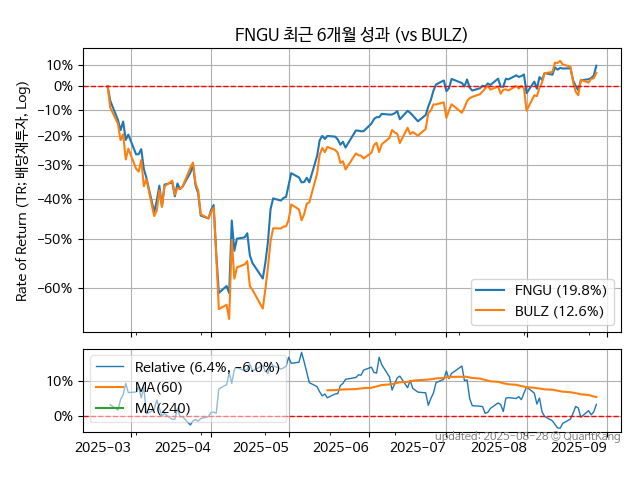 FNGU 최근 6개월 성과 (vs BULZ)
Rate of Return (TR; 배당재투자, Log)
10%
0%
−10%
−20%
−30%
−40%
−50%
−60%
FNGU (19.8%)
BULZ (12.6%)
10%
0%
Relative (6.4%, −6.0%)
MA(60)
MA(240)
2025−03 2025−04 2025−05 2025−06 2025−07 2025−08 2025−09
updated: 2025−08−28 © QuantKang